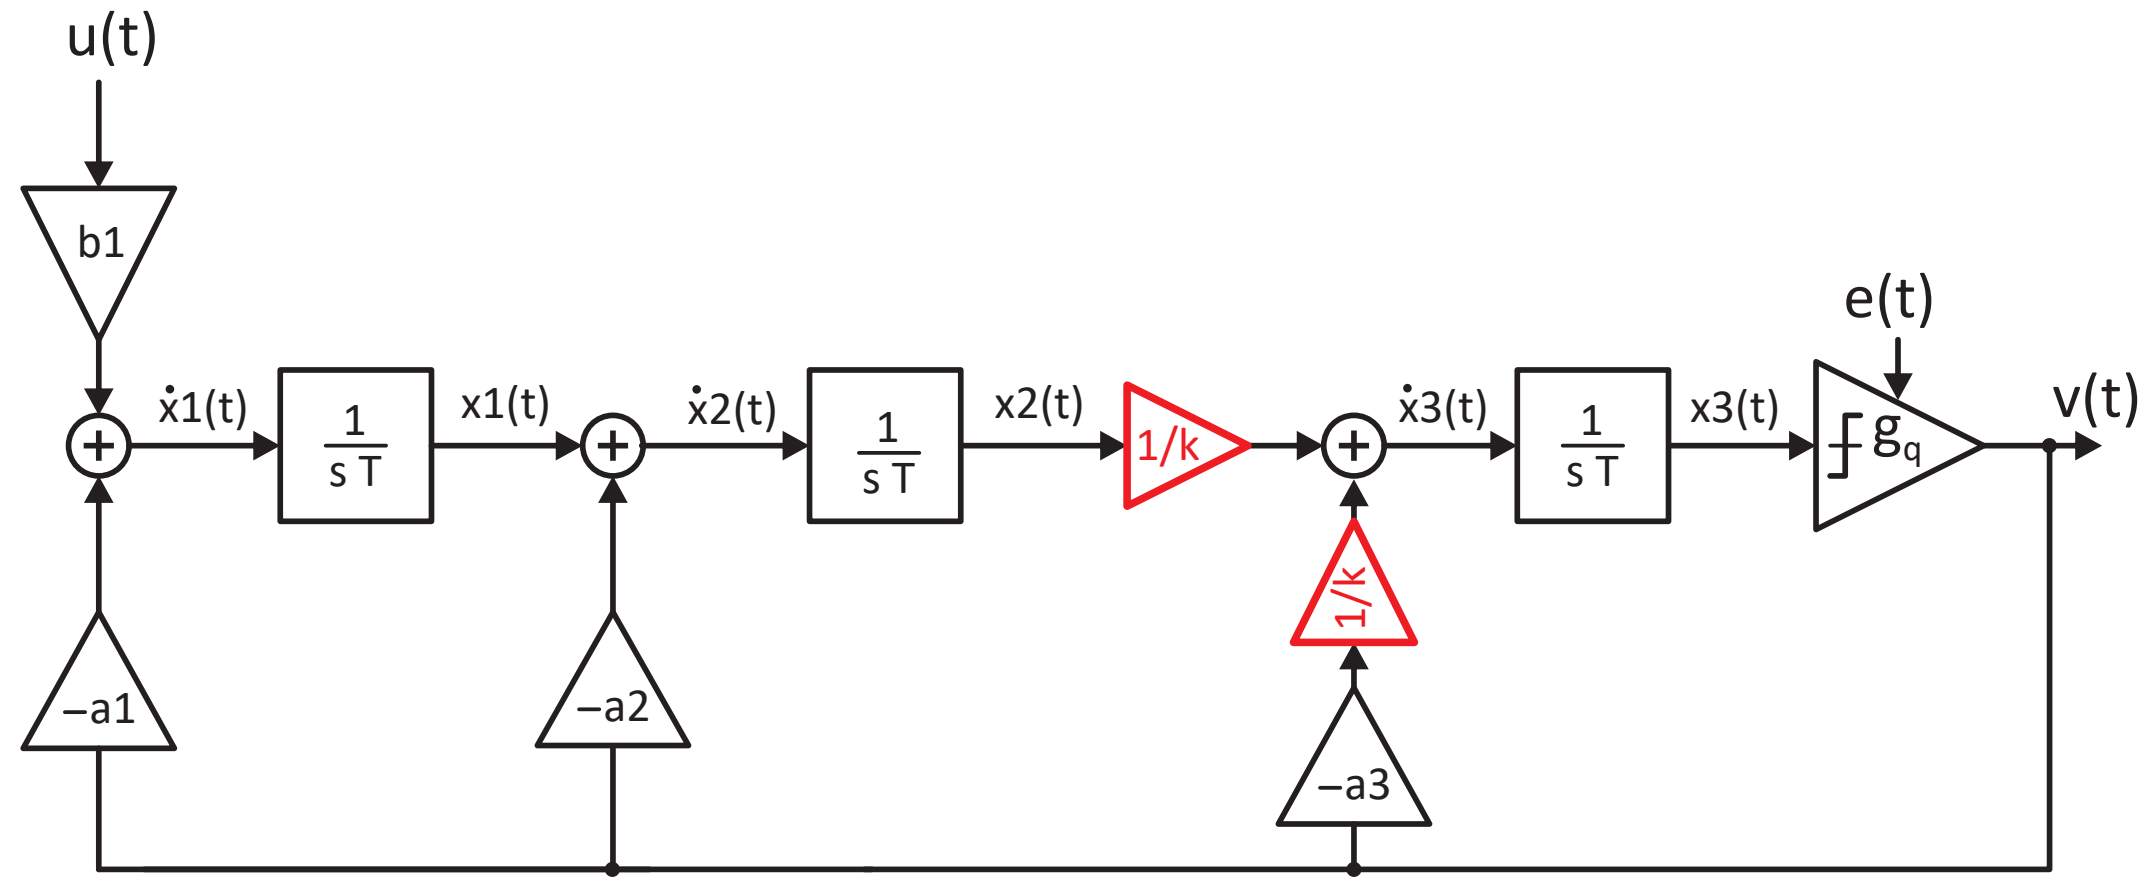 u(t)
b1
e(t)
ẋ1(t)
x1(t)
ẋ2(t)
x2(t)
ẋ3(t)
x3(t)
v(t)
+
1
s T
+
1
s T
1/k
+
1
s T
gq
1/k
–a1
–a2
–a3